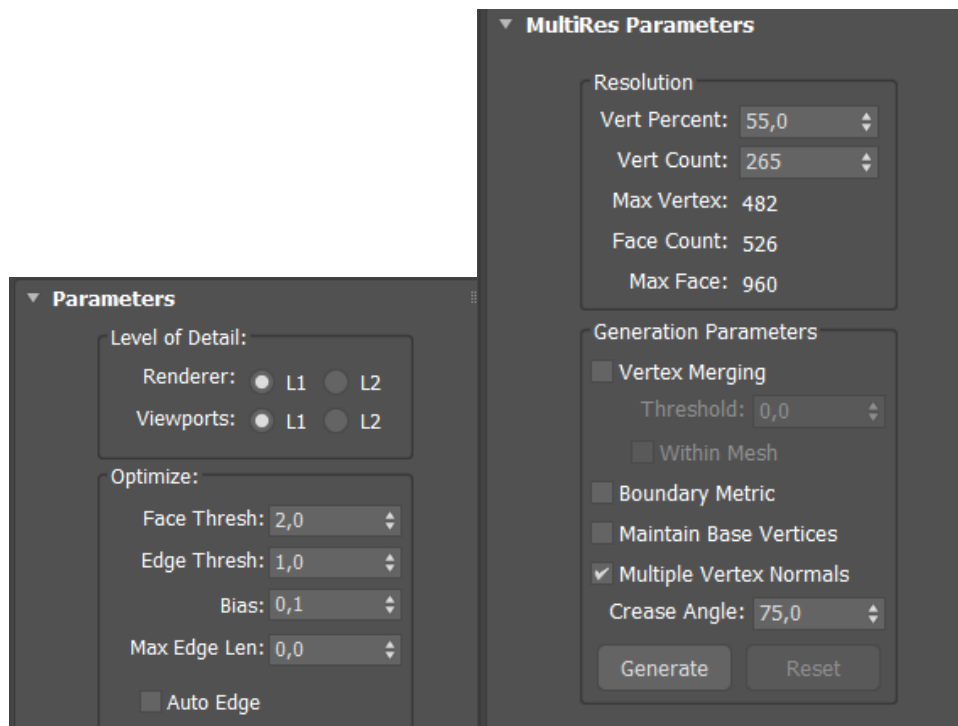 Parameters
Level of Detail:
Renderer: L1 L2
Viewports: L1 L2
Optimize:
Face Thresh: 2,0
Edge Thresh: 1,0
Bias: 0,1
Max Edge Len: 0,0
Auto Edge
MultiRes Parameters
Resolution
Vert Percent: 55,0
Vert Count: 265
Max Vertex: 482
Face Count: 526
Max Face: 960
Generation Parameters
Vertex Merging
Threshold: 0,0
Within Mesh
Boundary Metric
Maintain Base Vertices
Multiple Vertex Normals
Crease Angle: 75,0
Generate Reset